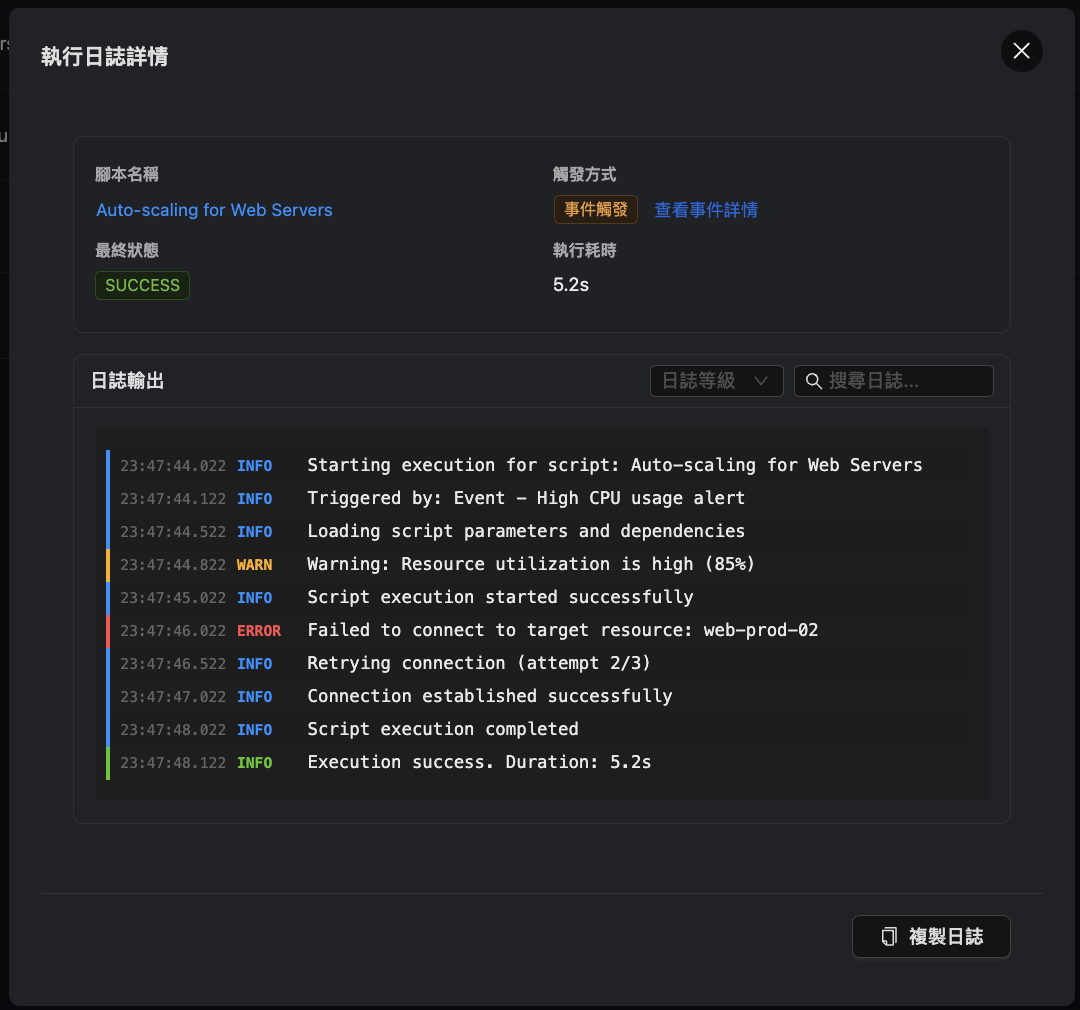 執行日誌詳情
腳本名稱
Auto-scaling for Web Servers
觸發方式
事件觸發 查看事件詳情
最終狀態
SUCCESS
執行耗時
5.2s
日誌輸出
日誌等級
搜尋日誌...
23:47:44.022 INFO Starting execution for script: Auto-scaling for Web Servers
23:47:44.122 INFO Triggered by: Event - High CPU usage alert
23:47:44.522 INFO Loading script parameters and dependencies
23:47:44.822 WARN Warning: Resource utilization is high (85%)
23:47:45.022 INFO Script execution started successfully
23:47:46.022 ERROR Failed to connect to target resource: web-prod-02
23:47:46.522 INFO Retrying connection (attempt 2/3)
23:47:47.022 INFO Connection established successfully
23:47:48.022 INFO Script execution completed
23:47:48.122 INFO Execution success. Duration: 5.2s
複製日誌